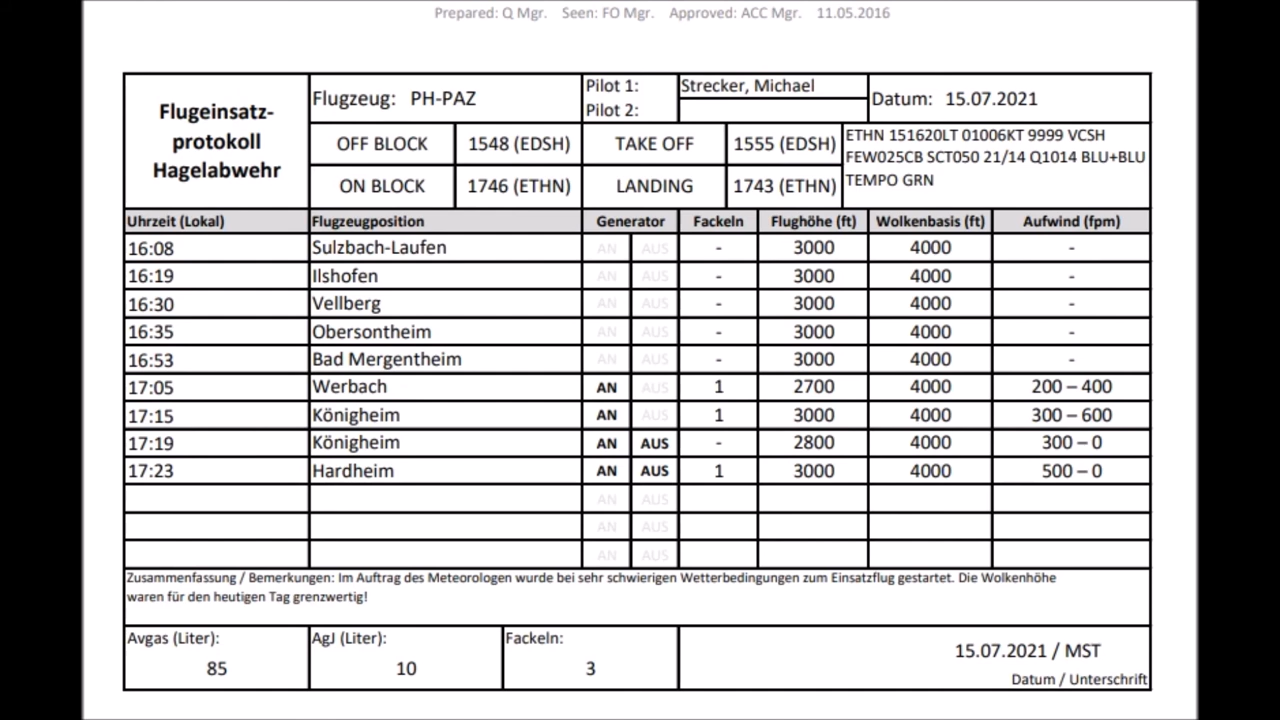 Prepared: Q Mgr. Seen: FO Mgr. Approved: ACC Mgr. 11.05.2016
Flugeinsatz-
protokoll
Hagelabwehr
Flugzeug: PH-PAZ
Pilot 1: Strecker, Michael
Pilot 2:
Datum: 15.07.2021
OFF BLOCK 1548 (EDSH) TAKE OFF 1555 (EDSH)
ON BLOCK 1746 (ETHN) LANDING 1743 (ETHN)
ETHN 151620LT 01006KT 9999 VCSH
FEW025CB SCT050 21/14 Q1014 BLU+BLU
TEMPO GRN
Uhrzeit (Lokal) Flugzeugposition Generator Fackeln Flughöhe (ft) Wolkenbasis (ft) Aufwind (fpm)
16:08 Sulzbach-Laufen AN AUS - 3000 4000 -
16:19 Ilshofen AN AUS - 3000 4000 -
16:30 Vellberg AN AUS - 3000 4000 -
16:35 Obersontheim AN AUS - 3000 4000 -
16:53 Bad Mergentheim AN AUS - 3000 4000 -
17:05 Werbach AN AUS 1 2700 4000 200 – 400
17:15 Königheim AN AUS 1 3000 4000 300 – 600
17:19 Königheim AN AUS - 2800 4000 300 – 0
17:23 Hardheim AN AUS 1 3000 4000 500 – 0
AN AUS
AN AUS
AN AUS
Zusammenfassung / Bemerkungen: Im Auftrag des Meteorologen wurde bei sehr schwierigen Wetterbedingungen zum Einsatzflug gestartet. Die Wolkenhöhe
waren für den heutigen Tag grenzwertig!
Avgas (Liter): AgJ (Liter): Fackeln:
85 10 3
15.07.2021 / MST
Datum / Unterschrift